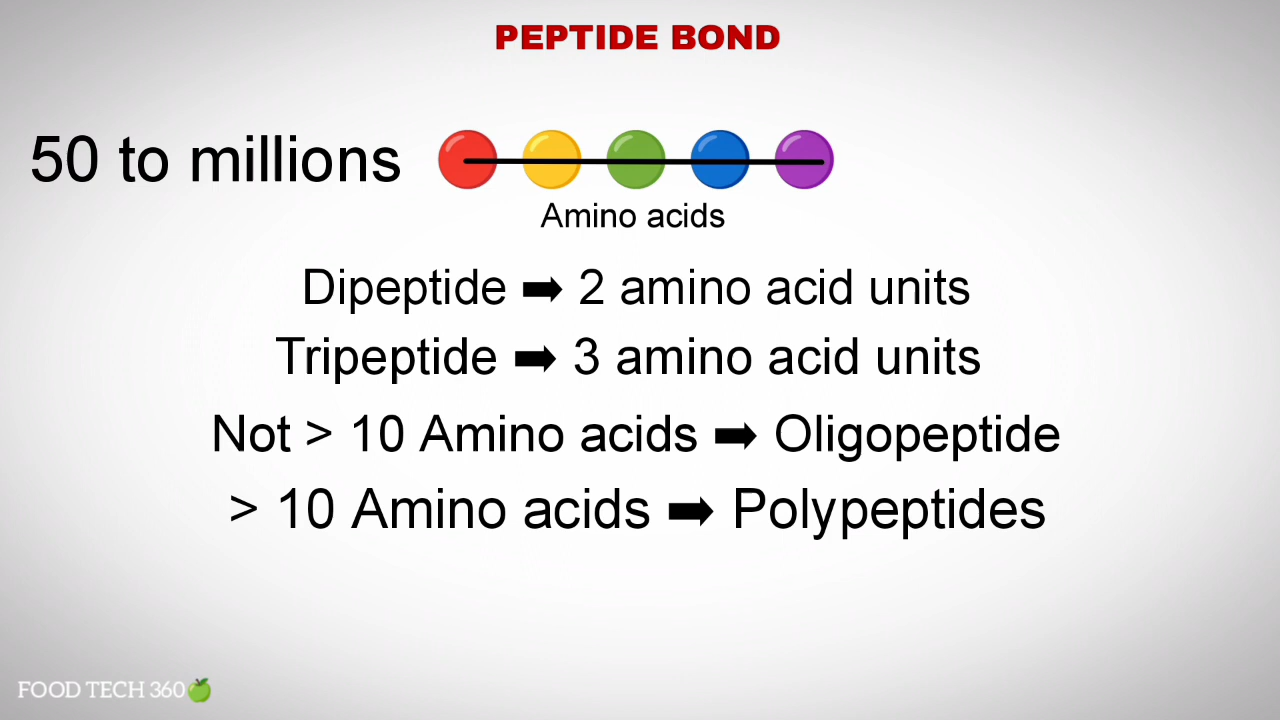 PEPTIDE BOND
50 to millions
Amino acids
Dipeptide ➡ 2 amino acid units
Tripeptide ➡ 3 amino acid units
Not > 10 Amino acids ➡ Oligopeptide
> 10 Amino acids ➡ Polypeptides
FOOD TECH 360🍏